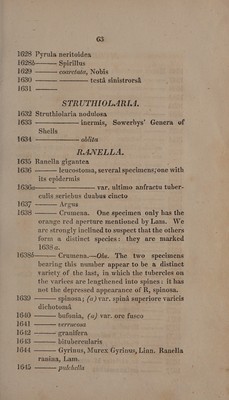 63
1628 Pyrula neritoidea
1628b——— Spirillus
1629 ——— coarctata, Nobis
1630 ——— testâ sinistrorsâ
1631 ———
STRUTHIOLARIA.
1632 Struthiolaria nodulosa
1633 ——— inermis, Sowerbys' Genera of
Shells
1634 ——— oblita
RANELLA.
1635 Ranella gigantea
1636 ——— leucostoma, several specimens; one with
its epidermis
1636a——— var. ultimo anfractu tuber-
culis seriebus duabus cincto
1637 ——— Argus
1638 ——— Crumena. One specimen only has the
orange red aperture mentioned by Lam. We
are strongly inclined to suspect that the others
form a distinct species: they are marked
1638 a.
1638b——— Crumena.—Obs. The two specimens
bearing this number appear to be a distinct
variety of the last, in which the tubercles on
the varices are lengthened into spines: it has
not the depressed appearance of R. spinosa.
1639 ——— spinosa; (a) var. spinâ superiore varicis
dichotomâ
1640 ——— bufonia, (a) var. ore fusco
1641 ——— verrucosa
1642 ——— granifera
1643 ——— bitubercularis
1644 ——— Gyrinus, Murex Gyrinus, Linn. Ranella
ranina, Lam.
1645 ——— pulchella